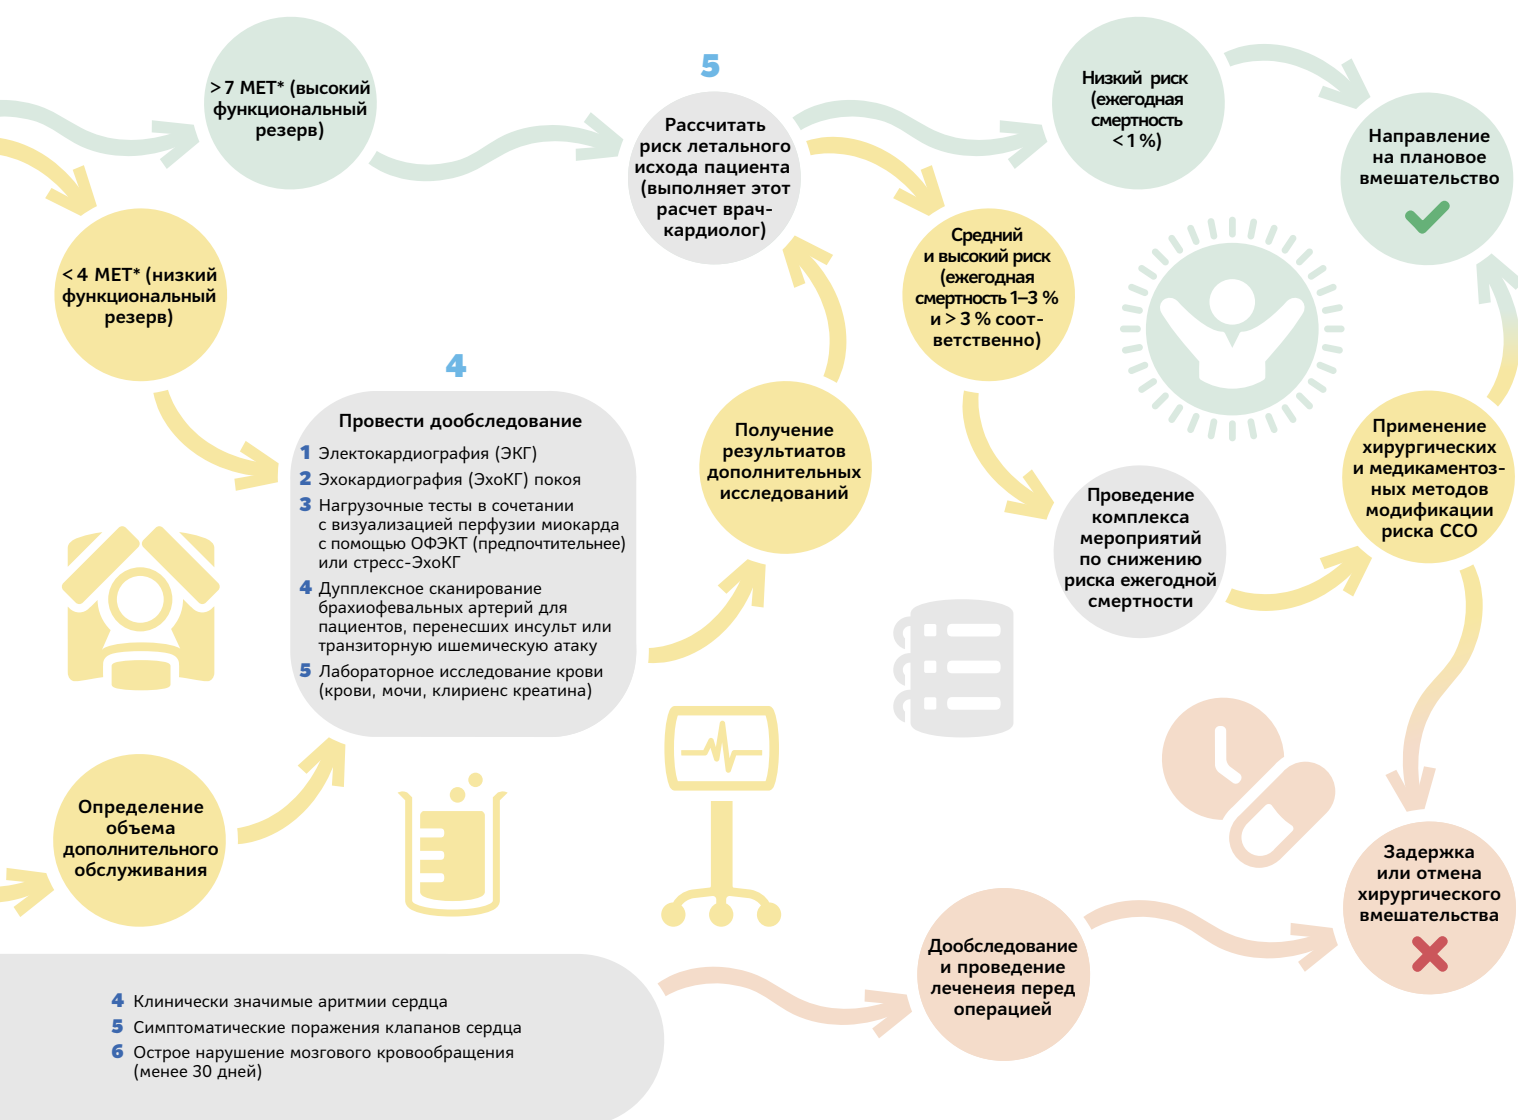 > 7 МЕТ* (высокий
функциональный
резерв)
< 4 МЕТ* (низкий
функциональный
резерв)
4
Провести дообследование
1 Электокардиография (ЭКГ)
2 Эхокардиография (ЭхоКГ) покоя
3 Нагрузочные тесты в сочетании
с визуализацией перфузии миокарда
с помощью ОФЭКТ (предпочтительнее)
или стресс-ЭхоКГ
4 Дупплексное сканирование
брахиофевальных артерий для
пациентов, перенесших инсульт или
транзиторную ишемическую атаку
5 Лабораторное исследование крови
(крови, мочи, клириенс креатина)
Определение
объема
дополнительного
обслуживания
Получение
результиатов
дополнительных
исследований
5
Рассчитать
риск летального
исхода пациента
(выполняет этот
расчет врач-
кардиолог)
Низкий риск
(ежегодная
смертность
< 1 %)
Средний
и высокий риск
(ежегодная
смертность 1–3 %
и > 3 % соот-
ветственно)
Направление
на плановое
вмешательство
Проведение
комплекса
мероприятий
по снижению
риска ежегодной
смертности
Применение
хирургических
и медикаментоз-
ных методов
модификации
риска ССО
Задержка
или отмена
хирургического
вмешательства
Дообследование
и проведение
леченеия перед
операцией
4 Клинически значимые аритмии сердца
5 Симптоматические поражения клапанов сердца
6 Острое нарушение мозгового кровообращения
(менее 30 дней)